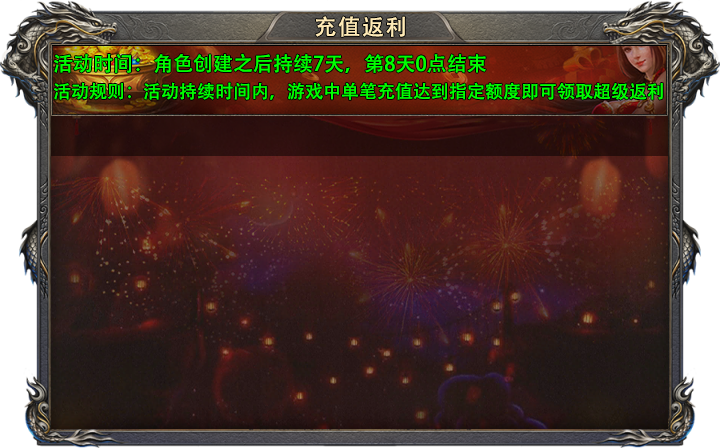 充值返利
活动时间：角色创建之后持续7天，第8天0点结束
活动规则：活动持续时间内，游戏中单笔充值达到指定额度即可领取超级返利